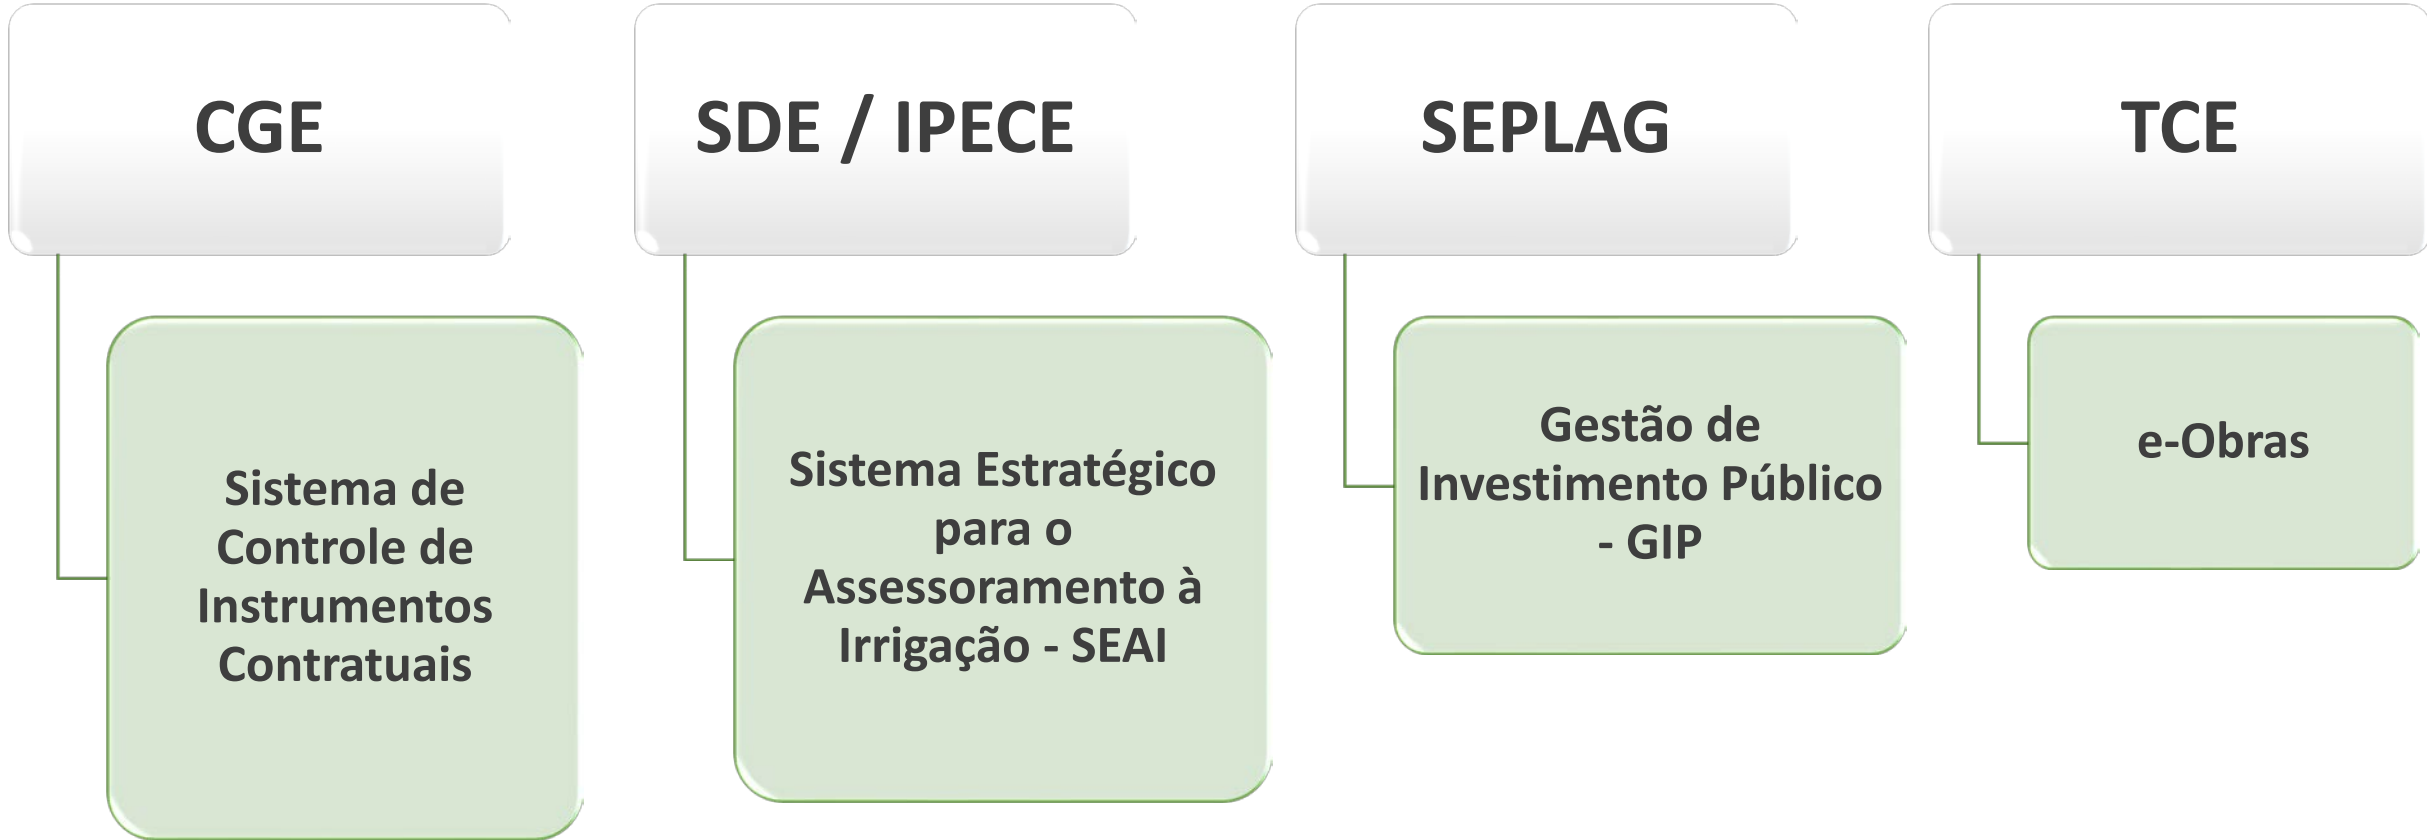 CGE
Sistema de
Controle de
Instrumentos
Contratuais
SDE / IPECE
Sistema Estratégico
para o
Assessoramento à
Irrigação - SEAI
SEPLAG
Gestão de
Investimento Público
- GIP
TCE
e-Obras